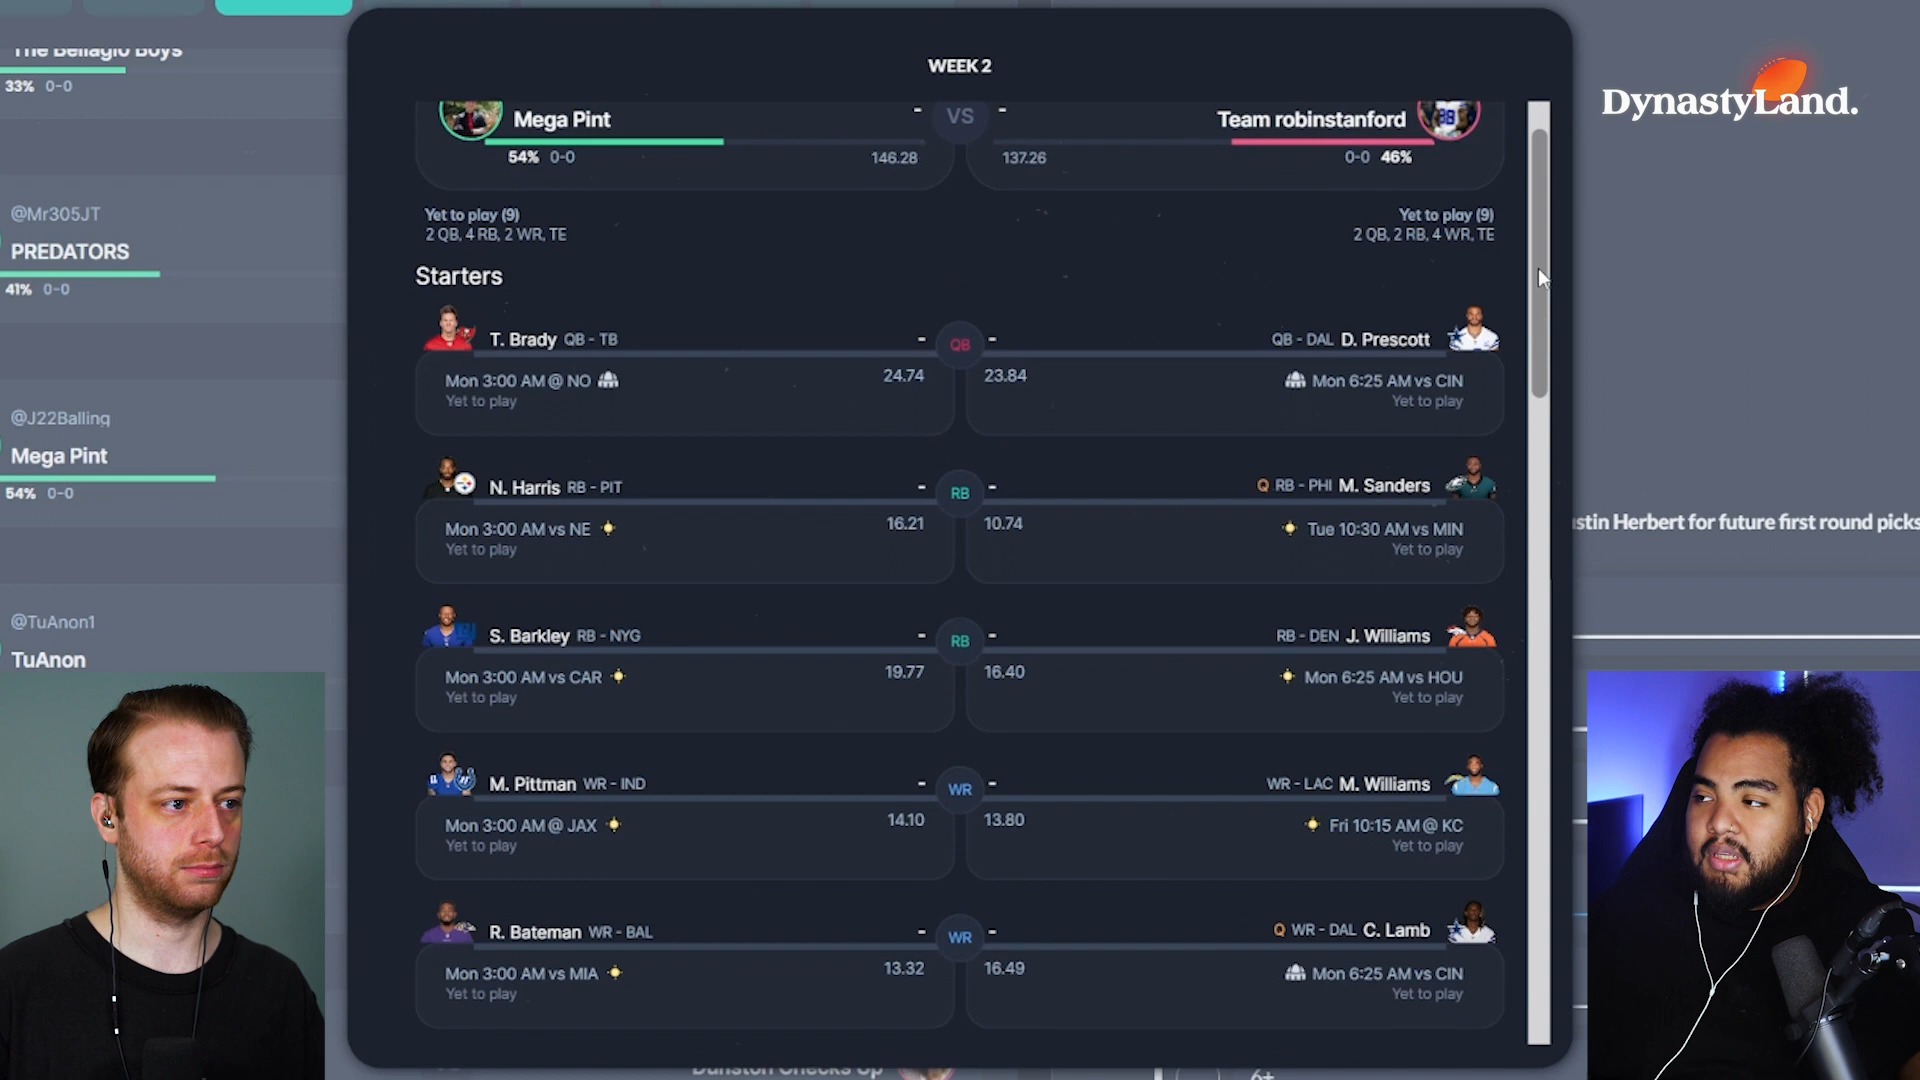 The Bellagio Boys
33% 0-0
@Mr305JT
PREDATORS
41% 0-0
@J22Balling
Mega Pint
54% 0-0
@TuAnon1
TuAnon
WEEK 2
Mega Pint - VS - Team robinstanford
54% 0-0 146.28 137.26 0-0 46%
Yet to play (9) Yet to play (9)
2 QB, 4 RB, 2 WR, TE 2 QB, 2 RB, 4 WR, TE
Starters
T. Brady QB - TB - QB - QB - DAL D. Prescott
Mon 3:00 AM @ NO 24.74 23.84 Mon 6:25 AM vs CIN
Yet to play Yet to play
N. Harris RB - PIT - RB - Q RB - PHI M. Sanders
Mon 3:00 AM vs NE 16.21 10.74 Tue 10:30 AM vs MIN
Yet to play Yet to play
S. Barkley RB - NYG - RB - RB - DEN J. Williams
Mon 3:00 AM vs CAR 19.77 16.40 Mon 6:25 AM vs HOU
Yet to play Yet to play
M. Pittman WR - IND - WR - WR - LAC M. Williams
Mon 3:00 AM @ JAX 14.10 13.80 Fri 10:15 AM @ KC
Yet to play Yet to play
R. Bateman WR - BAL - WR - Q WR - DAL C. Lamb
Mon 3:00 AM vs MIA 13.32 16.49 Mon 6:25 AM vs CIN
Yet to play Yet to play
Dunston Checks Up
6+
DynastyLand.
stin Herbert for future first round picks
88